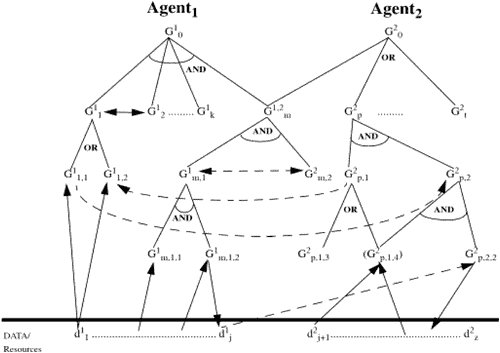 Agent₁ Agent₂
G¹₀ G²₀
AND OR
G¹₁ G¹₂ ........ G¹ₖ G¹,²ₘ G²ₚ ........ G²ₜ
OR AND AND
G¹₁,₁ G¹₁,₂ G¹ₘ,₁ G²ₘ,₂ G²ₚ,₁ G²ₚ,₂
AND OR AND
G¹ₘ,₁,₁ G¹ₘ,₁,₂ G²ₚ,₁,₃ (G²ₚ,₁,₄) G²ₚ,₂,₂
DATA/
Resources d¹₁ ........ d¹ⱼ d²ⱼ₊₁ ........ d²z